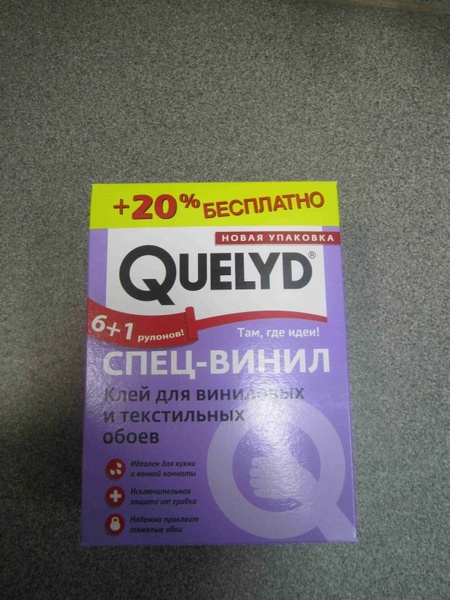 +20% БЕСПЛАТНО
НОВАЯ УПАКОВКА
QUELYD®
6+1 рулонов!
Там, где идеи!
СПЕЦ-ВИНИЛ
Клей для виниловых
и текстильных
обоев
Идеален для кухни
и ванной комнаты
Исключительная
защита от грибка
Надежно приклеит
тяжелые обои